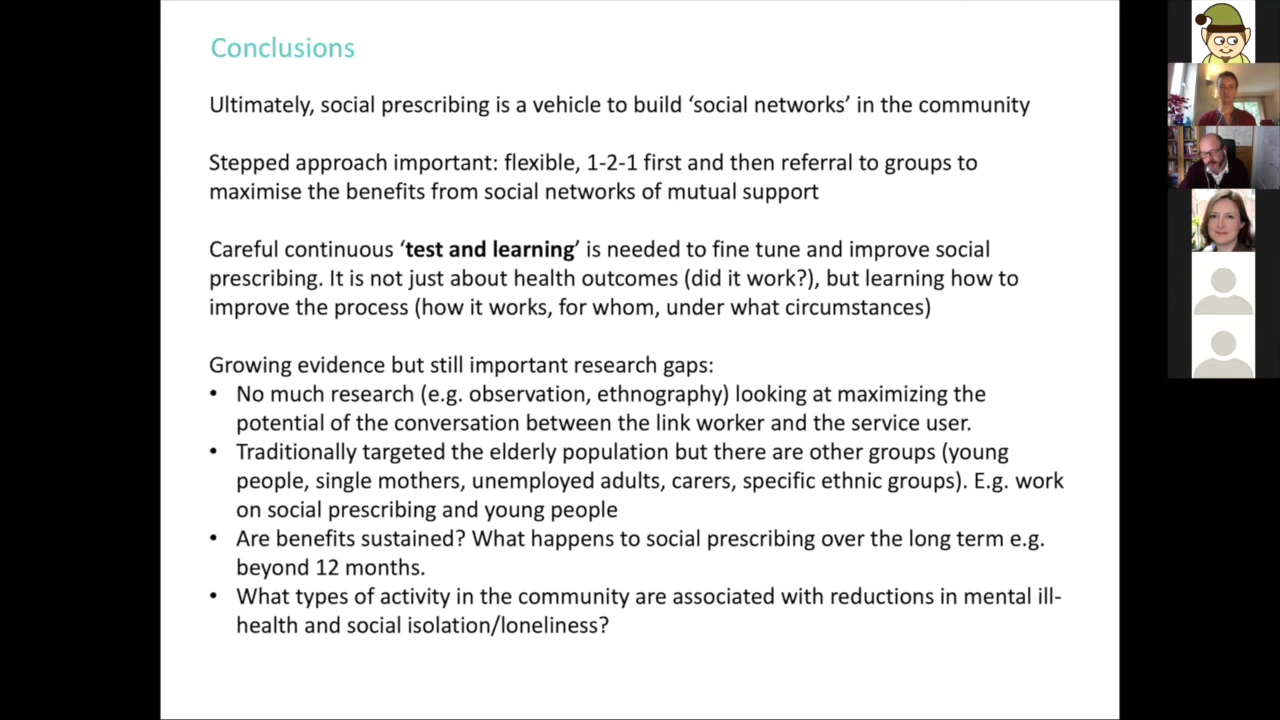 Conclusions
Ultimately, social prescribing is a vehicle to build ‘social networks’ in the community
Stepped approach important: flexible, 1-2-1 first and then referral to groups to
maximise the benefits from social networks of mutual support
Careful continuous ‘test and learning’ is needed to fine tune and improve social
prescribing. It is not just about health outcomes (did it work?), but learning how to
improve the process (how it works, for whom, under what circumstances)
Growing evidence but still important research gaps:
• No much research (e.g. observation, ethnography) looking at maximizing the
potential of the conversation between the link worker and the service user.
• Traditionally targeted the elderly population but there are other groups (young
people, single mothers, unemployed adults, carers, specific ethnic groups). E.g. work
on social prescribing and young people
• Are benefits sustained? What happens to social prescribing over the long term e.g.
beyond 12 months.
• What types of activity in the community are associated with reductions in mental ill-
health and social isolation/loneliness?